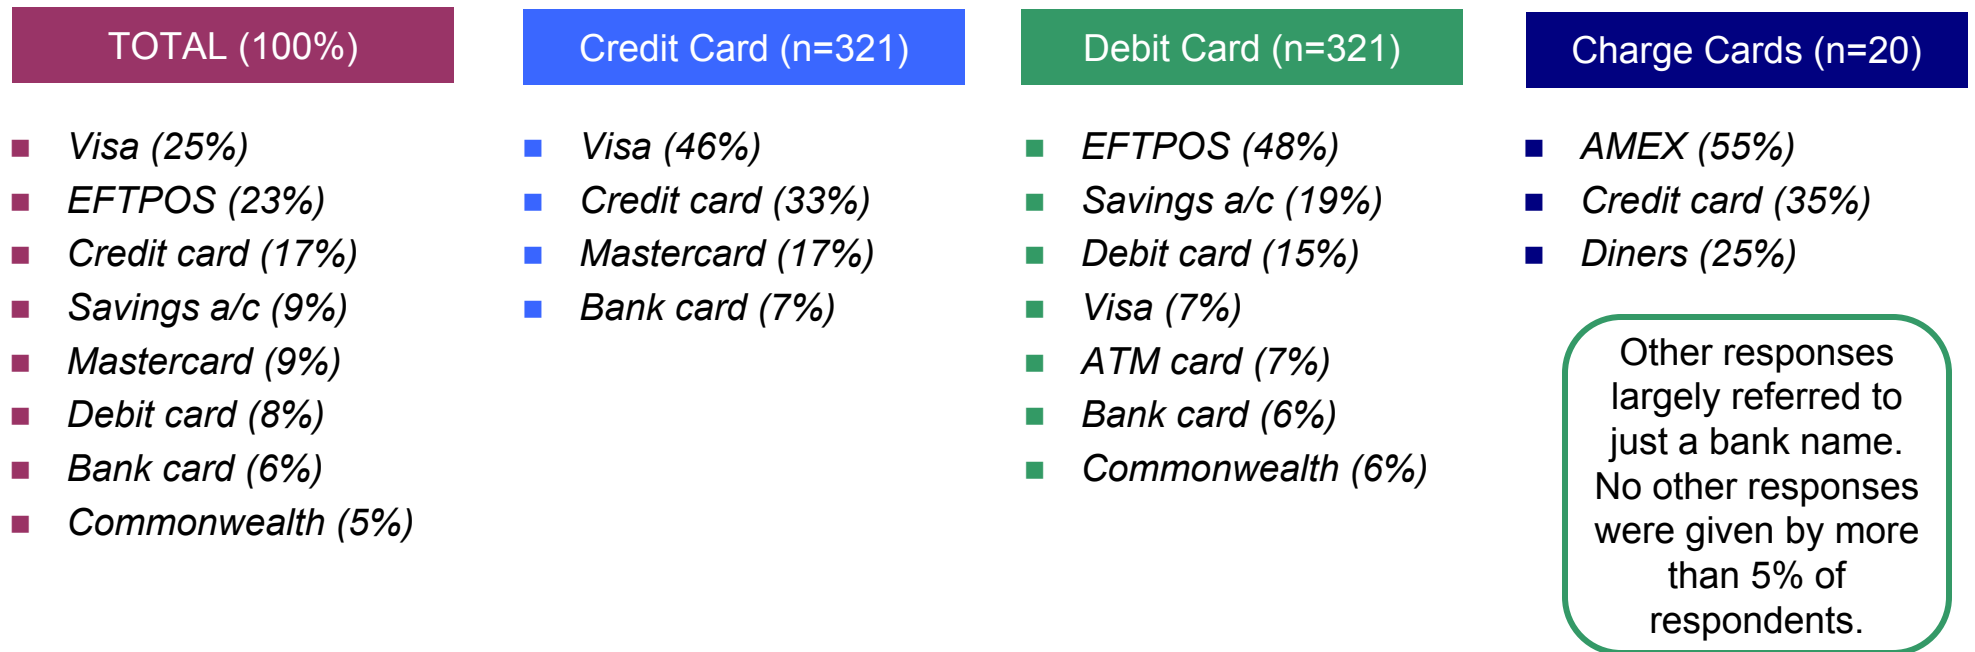 TOTAL (100%)
Visa (25%)
EFTPOS (23%)
Credit card (17%)
Savings a/c (9%)
Mastercard (9%)
Debit card (8%)
Bank card (6%)
Commonwealth (5%)
Credit Card (n=321)
Visa (46%)
Credit card (33%)
Mastercard (17%)
Bank card (7%)
Debit Card (n=321)
EFTPOS (48%)
Savings a/c (19%)
Debit card (15%)
Visa (7%)
ATM card (7%)
Bank card (6%)
Commonwealth (6%)
Charge Cards (n=20)
AMEX (55%)
Credit card (35%)
Diners (25%)
Other responses
largely referred to
just a bank name.
No other responses
were given by more
than 5% of
respondents.